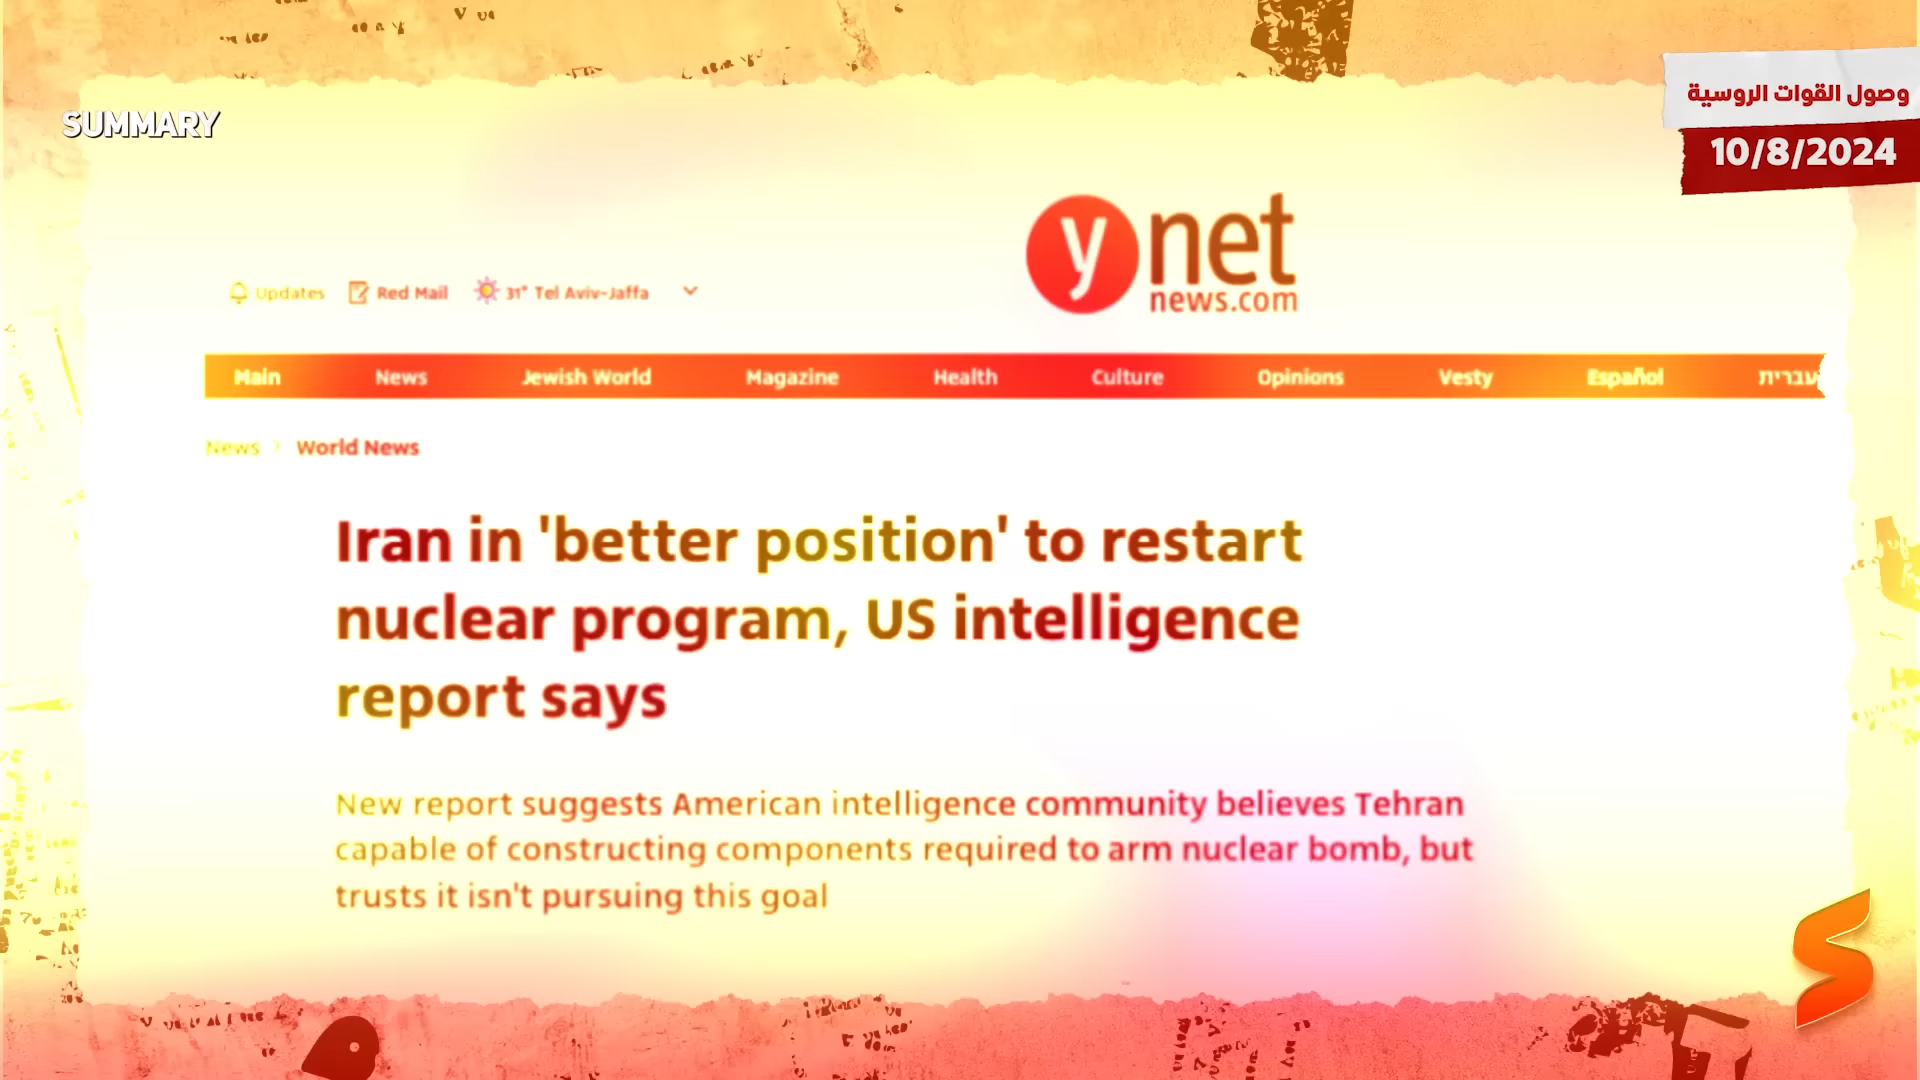 SUMMARY
وصول القوات الروسية
10/8/2024
y net
news.com
Updates Red Mail 31° Tel Aviv-Jaffa
Main News Jewish World Magazine Health Culture Opinions Vesty Español עברית
News > World News
Iran in 'better position' to restart
nuclear program, US intelligence
report says
New report suggests American intelligence community believes Tehran
capable of constructing components required to arm nuclear bomb, but
trusts it isn't pursuing this goal